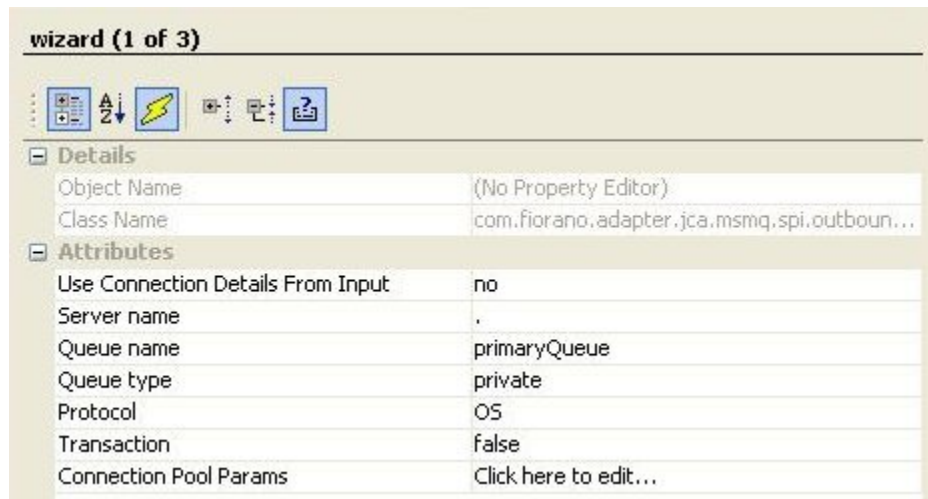 wizard (1 of 3)
Details
Object Name (No Property Editor)
Class Name com.fiorano.adapter.jca.msmq.spi.outboun...
Attributes
Use Connection Details From Input no
Server name .
Queue name primaryQueue
Queue type private
Protocol OS
Transaction false
Connection Pool Params Click here to edit...